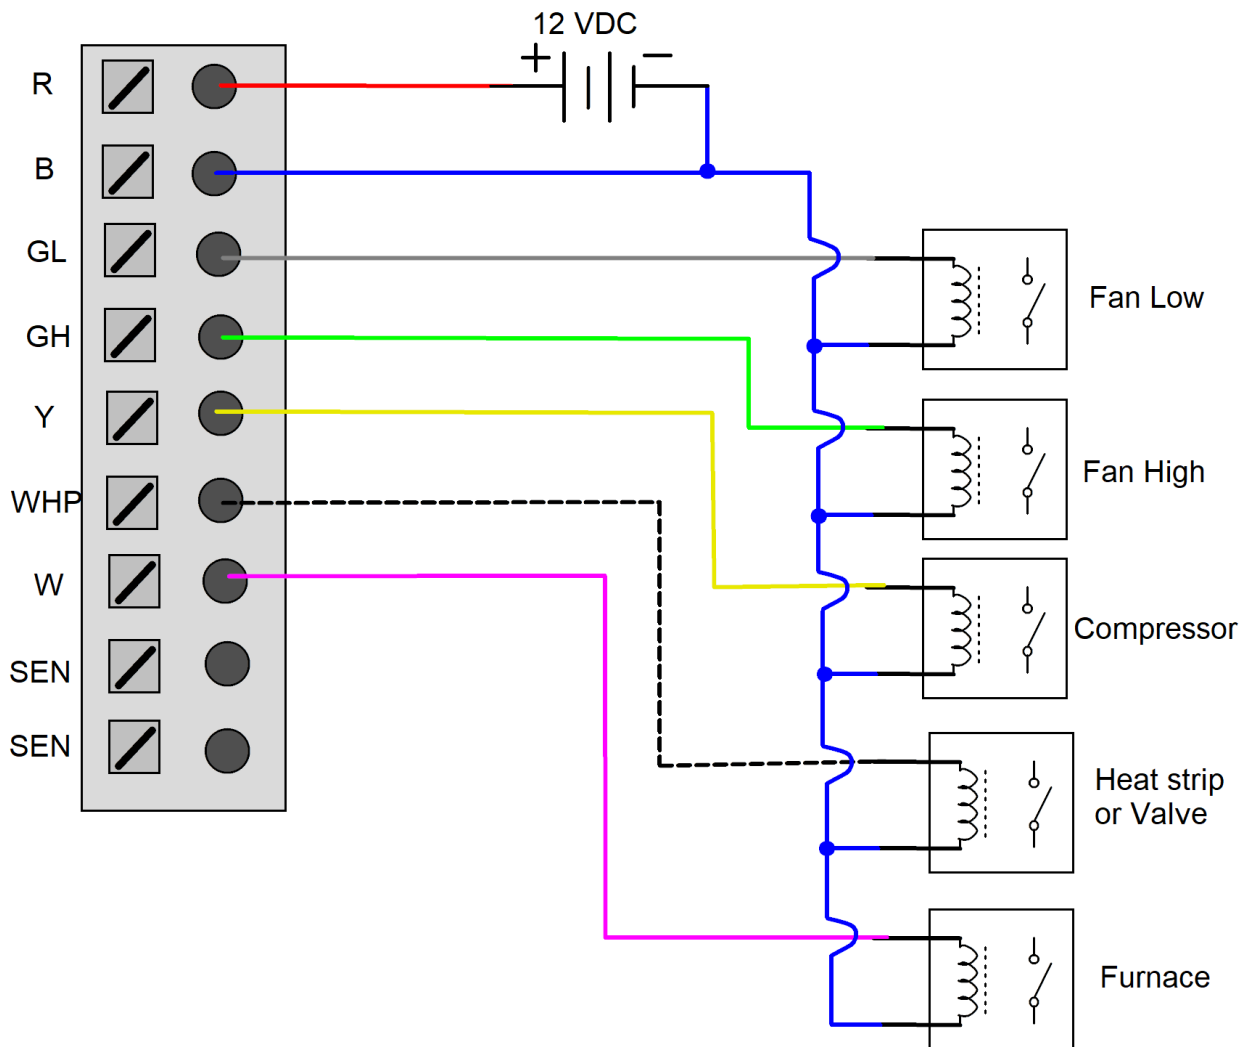 12 VDC
+
−
R
B
GL
GH
Y
WHP
W
SEN
SEN
Fan Low
Fan High
Compressor
Heat strip
or Valve
Furnace